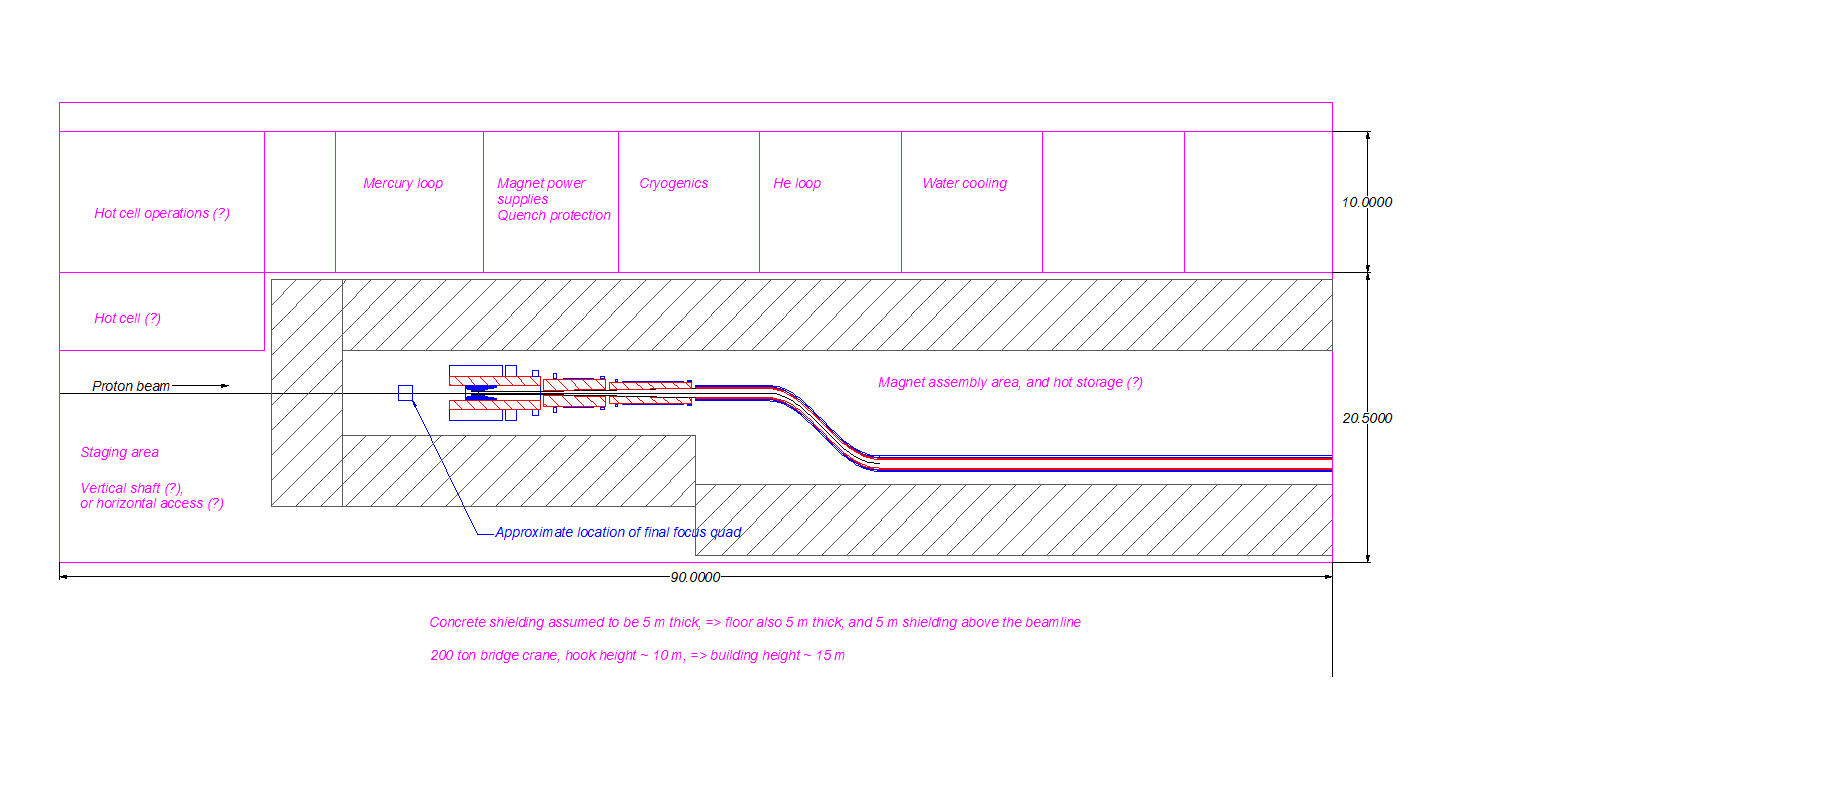 Mercury loop
Magnet power
supplies
Quench protection
Cryogenics
He loop
Water cooling
Hot cell operations (?)
10.0000
Hot cell (?)
Proton beam
Magnet assembly area, and hot storage (?)
20.5000
Staging area
Vertical shaft (?),
or horizontal access (?)
Approximate location of final focus quad
90.0000
Concrete shielding assumed to be 5 m thick, => floor also 5 m thick, and 5 m shielding above the beamline
200 ton bridge crane, hook height ~ 10 m, => building height ~ 15 m